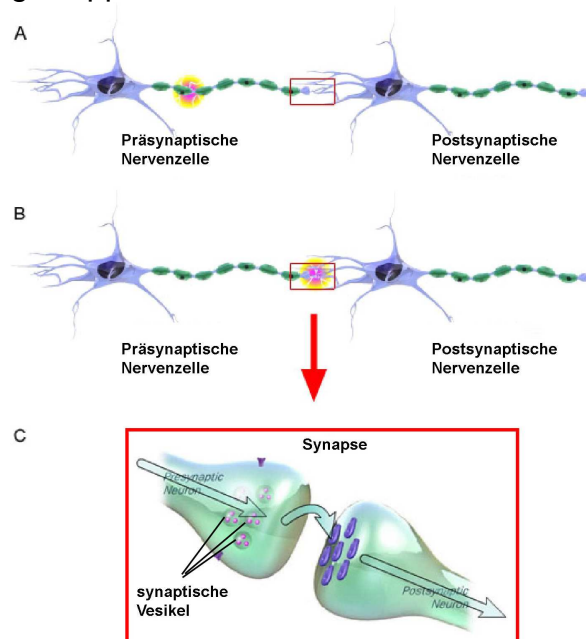 A
Präsynaptische
Nervenzelle
Postsynaptische
Nervenzelle
B
Präsynaptische
Nervenzelle
Postsynaptische
Nervenzelle
C
Synapse
Presynaptic
Neuron
synaptische
Vesikel
Postsynaptic
Neuron